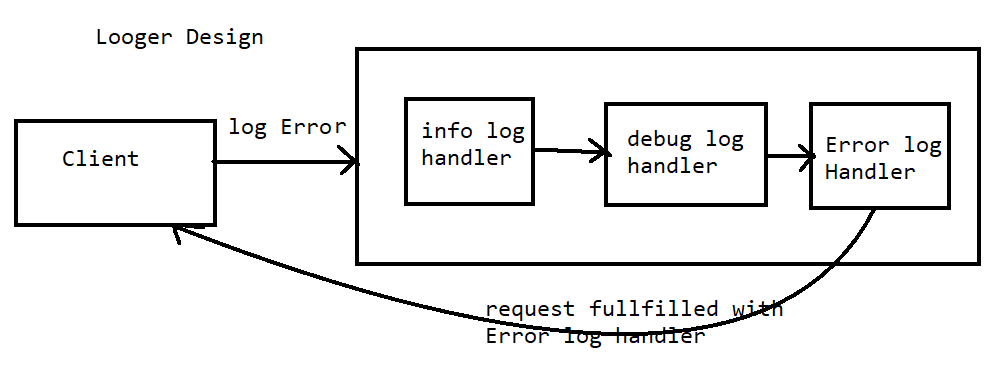 Looger Design
log Error
Client
info log
handler
debug log
handler
Error log
Handler
request fullfilled with
Error log handler